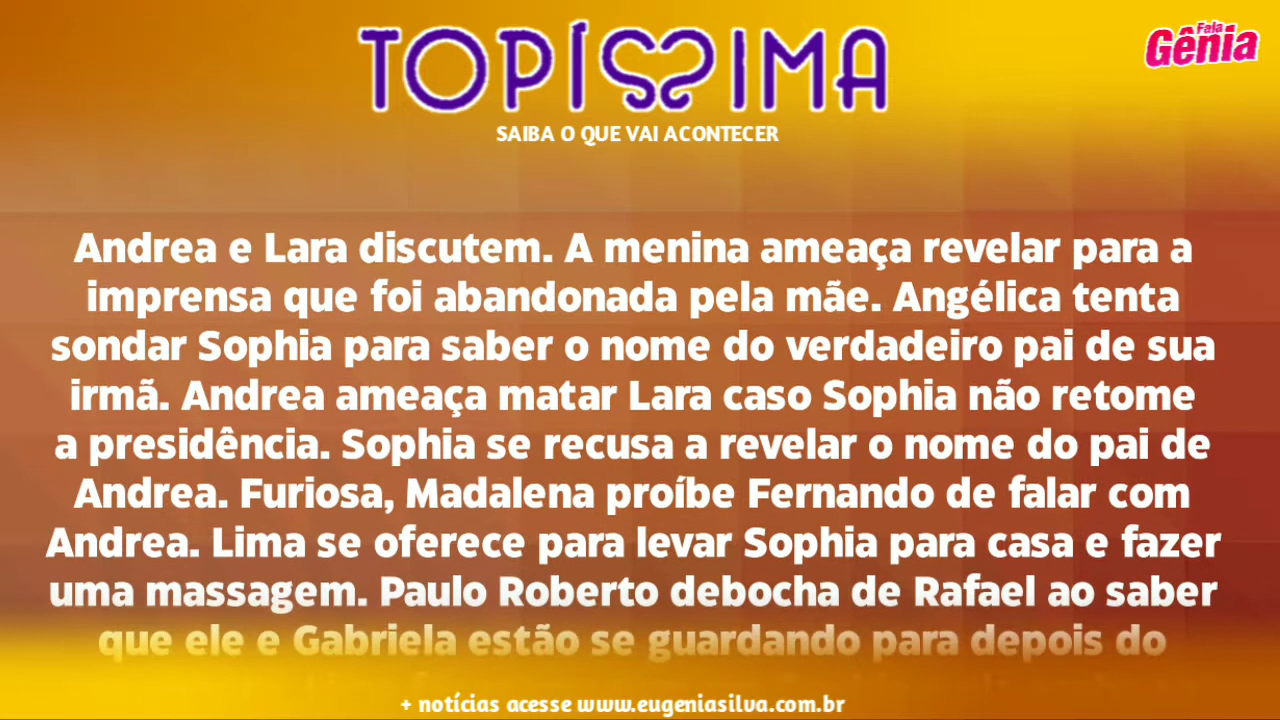 TOPÍSSIMA
Fala
Gênia
SAIBA O QUE VAI ACONTECER
Andrea e Lara discutem. A menina ameaça revelar para a
imprensa que foi abandonada pela mãe. Angélica tenta
sondar Sophia para saber o nome do verdadeiro pai de sua
irmã. Andrea ameaça matar Lara caso Sophia não retome
a presidência. Sophia se recusa a revelar o nome do pai de
Andrea. Furiosa, Madalena proíbe Fernando de falar com
Andrea. Lima se oferece para levar Sophia para casa e fazer
uma massagem. Paulo Roberto debocha de Rafael ao saber
que ele e Gabriela estão se guardando para depois do
+ notícias acesse www.eugeniasilva.com.br